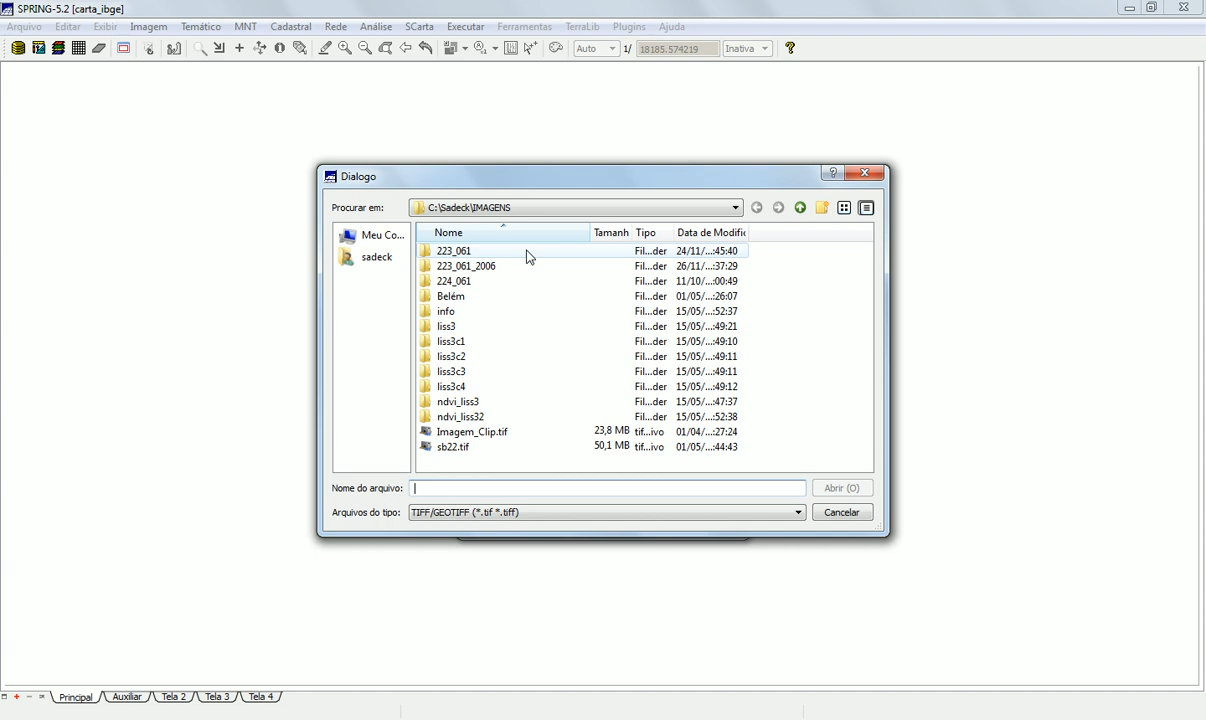 SPRING-5.2 [carta_ibge]
Arquivo Editar Exibir Imagem Temático MNT Cadastral Rede Análise SCarta Executar Ferramentas TerraLib Plugins Ajuda
Auto 1/ 18185.574219 Inativa
Dialogo
Procurar em: C:\Sadeck\IMAGENS
Meu Co...
sadeck
Nome Tamanh Tipo Data de Modific
223_061 Fil...der 24/11/...:45:40
223_061_2006 Fil...der 26/11/...:37:29
224_061 Fil...der 11/10/...:00:49
Belém Fil...der 01/05/...:26:07
info Fil...der 15/05/...:52:37
liss3 Fil...der 15/05/...:49:21
liss3c1 Fil...der 15/05/...:49:10
liss3c2 Fil...der 15/05/...:49:11
liss3c3 Fil...der 15/05/...:49:11
liss3c4 Fil...der 15/05/...:49:12
ndvi_liss3 Fil...der 15/05/...:47:37
ndvi_liss32 Fil...der 15/05/...:52:38
Imagem_Clip.tif 23,8 MB tif...ivo 01/04/...:27:24
sb22.tif 50,1 MB tif...ivo 01/05/...:44:43
Nome do arquivo: Abrir (O)
Arquivos do tipo: TIFF/GEOTIFF (*.tif *.tiff) Cancelar
Principal Auxiliar Tela 2 Tela 3 Tela 4